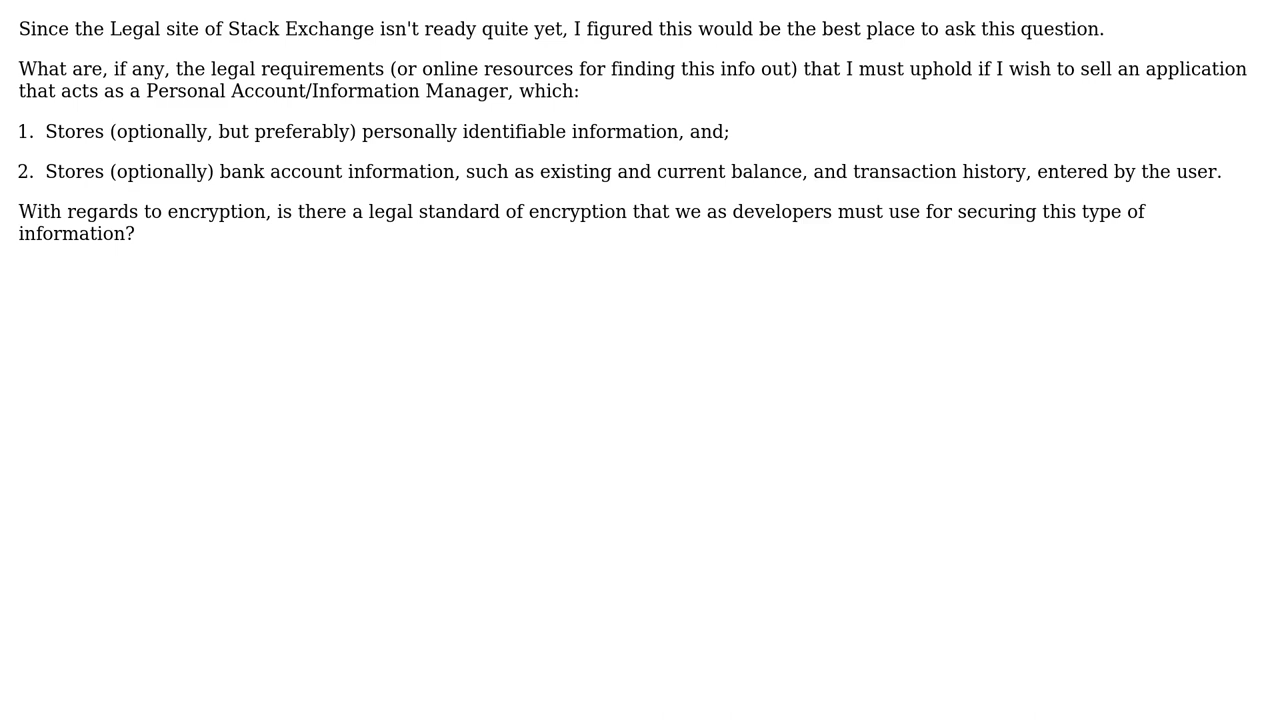 Since the Legal site of Stack Exchange isn't ready quite yet, I figured this would be the best place to ask this question.
What are, if any, the legal requirements (or online resources for finding this info out) that I must uphold if I wish to sell an application
that acts as a Personal Account/Information Manager, which:
1. Stores (optionally, but preferably) personally identifiable information, and;
2. Stores (optionally) bank account information, such as existing and current balance, and transaction history, entered by the user.
With regards to encryption, is there a legal standard of encryption that we as developers must use for securing this type of
information?